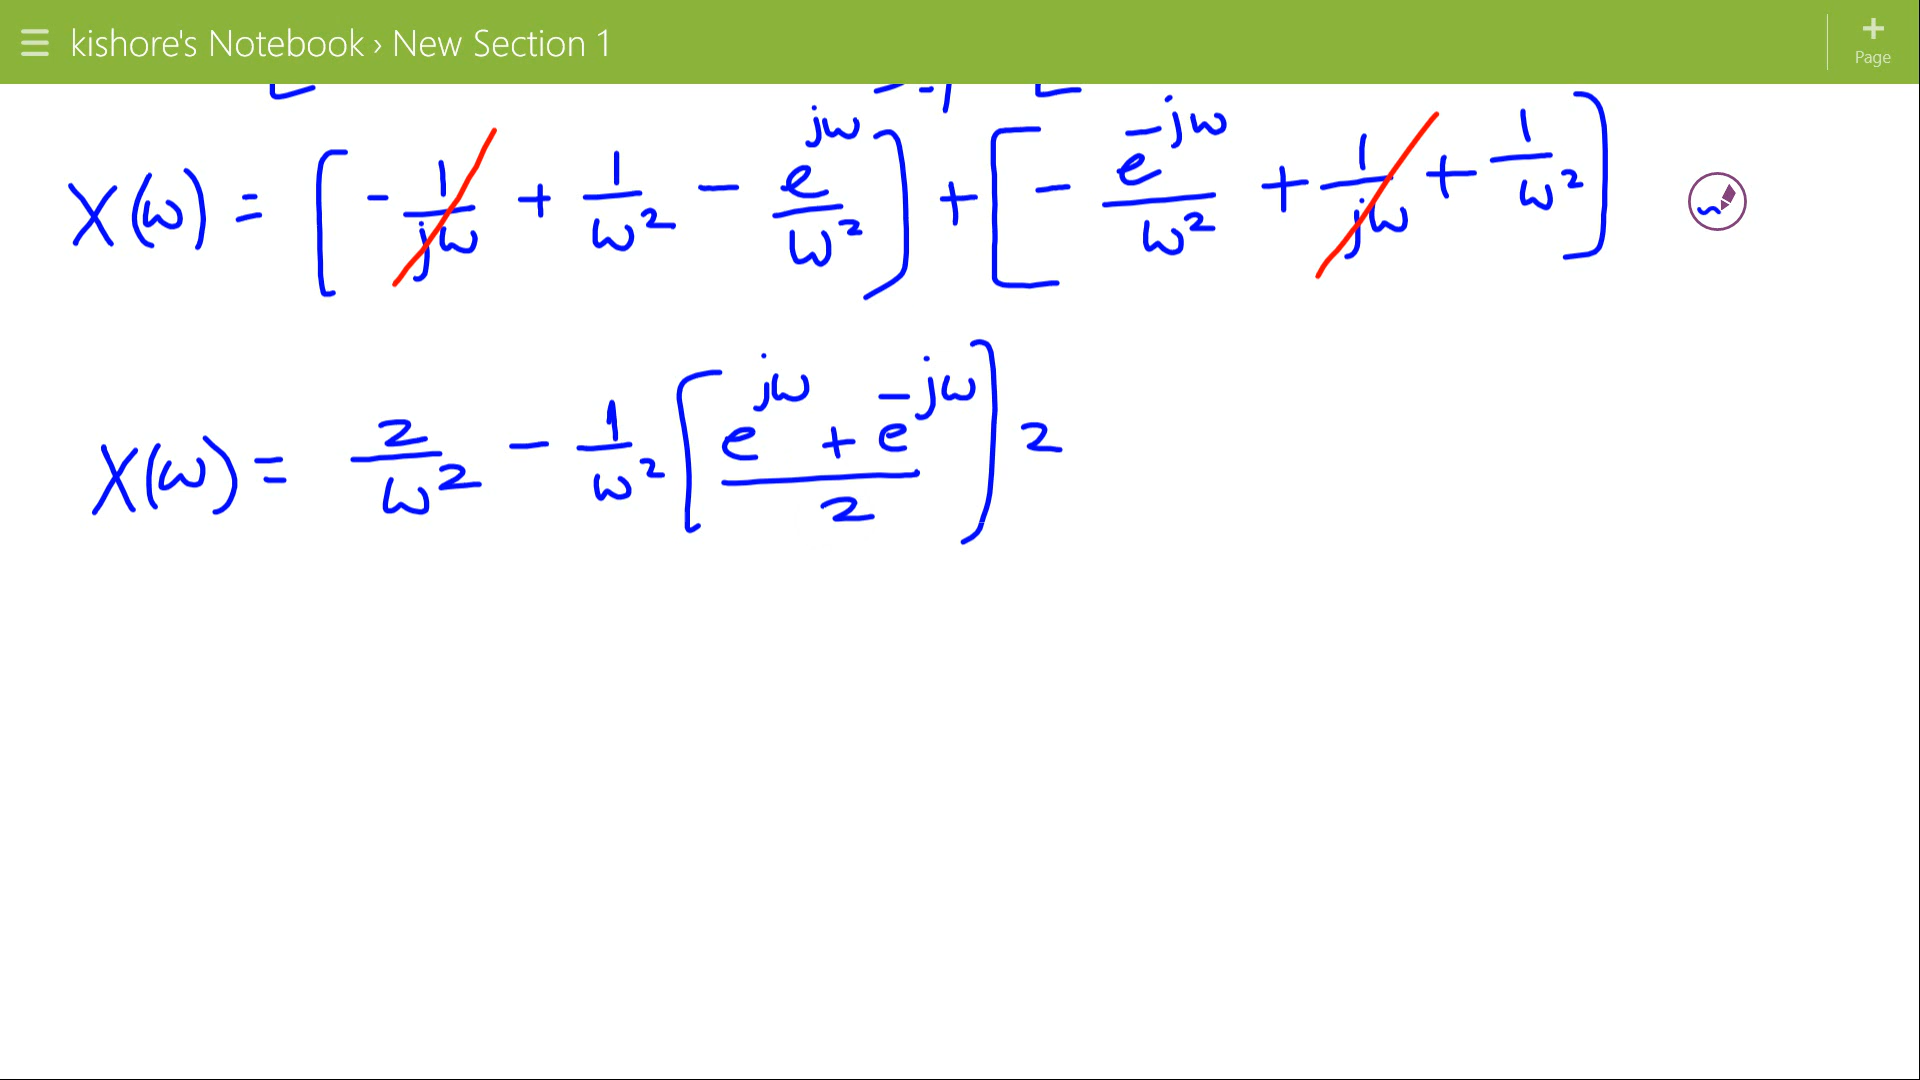 kishore's Notebook › New Section 1
+
Page
X(ω) = [ - 1/jω + 1/ω² - e^jω/ω² ] + [ - e^-jω/ω² + 1/jω + 1/ω² ]
X(ω) = 2/ω² - 1/ω² [ e^jω + e^-jω / 2 ] 2